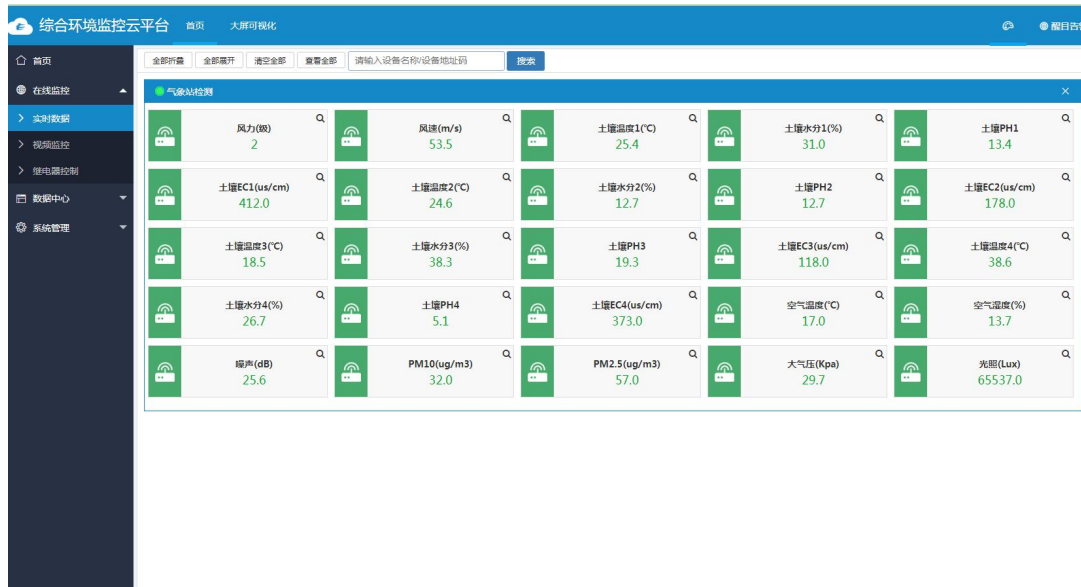 综合环境监控云平台 首页 大屏可视化
首页
在线监控
实时数据
视频监控
继电器控制
数据中心
系统管理
全部折叠 全部展开 清空全部 查看全部 请输入设备名称/设备地址码 搜索
气象站检测
风力(级) 风速(m/s) 土壤温度1(℃) 土壤水分1(%) 土壤PH1
2 53.5 25.4 31.0 13.4
土壤EC1(us/cm) 土壤温度2(℃) 土壤水分2(%) 土壤PH2 土壤EC2(us/cm)
412.0 24.6 12.7 12.7 178.0
土壤温度3(℃) 土壤水分3(%) 土壤PH3 土壤EC3(us/cm) 土壤温度4(℃)
18.5 38.3 19.3 118.0 38.6
土壤水分4(%) 土壤PH4 土壤EC4(us/cm) 空气温度(℃) 空气湿度(%)
26.7 5.1 373.0 17.0 13.7
噪声(dB) PM10(ug/m3) PM2.5(ug/m3) 大气压(Kpa) 光照(Lux)
25.6 32.0 57.0 29.7 65537.0